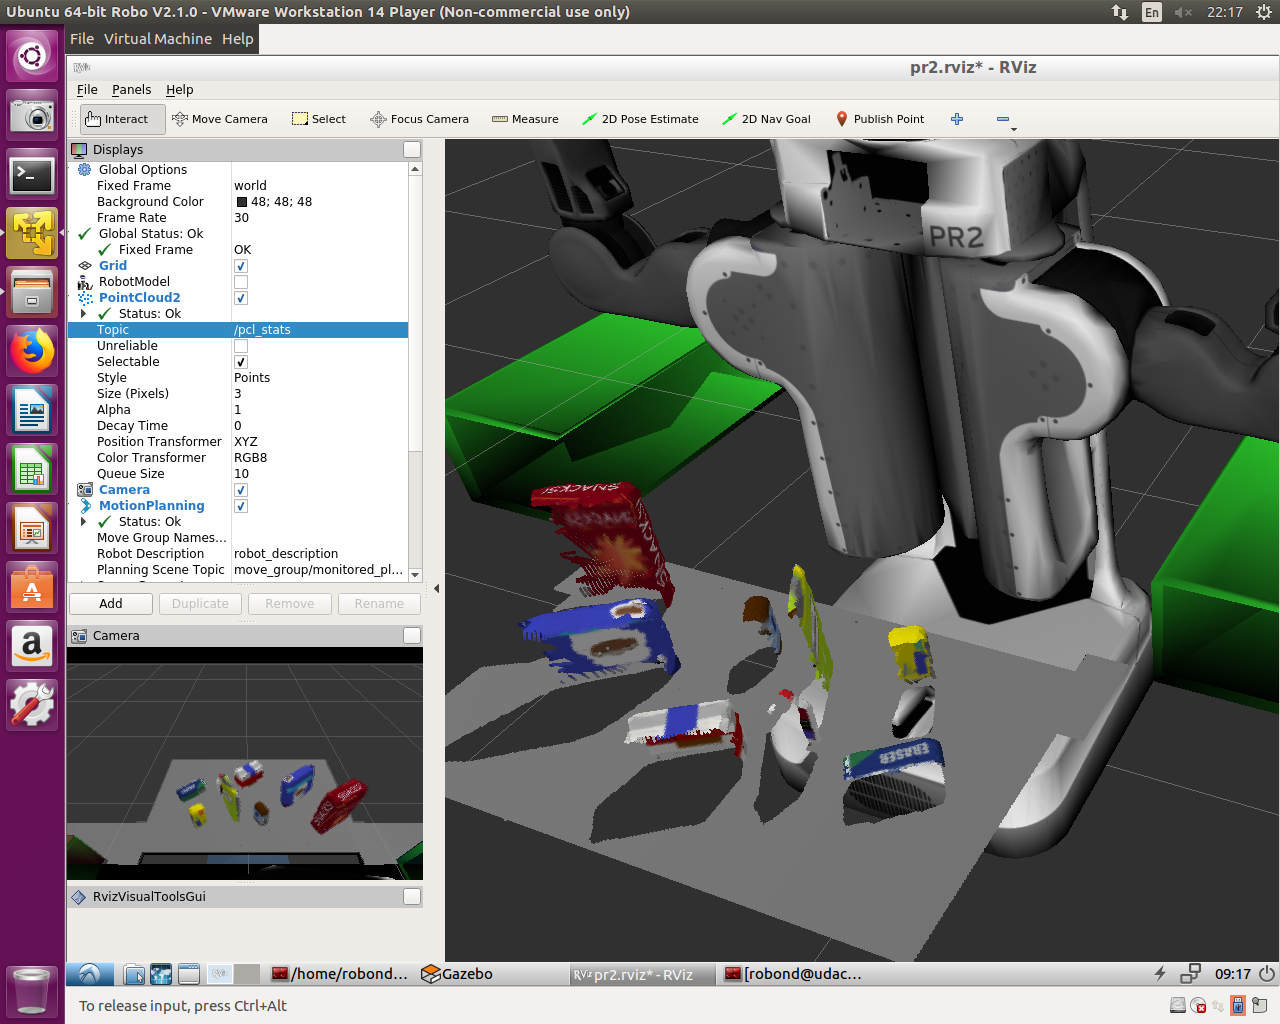 Ubuntu 64-bit Robo V2.1.0 - VMware Workstation 14 Player (Non-commercial use only)
En
22:17
File Virtual Machine Help
RViz
pr2.rviz* - RViz
File Panels Help
Interact
Move Camera
Select
Focus Camera
Measure
2D Pose Estimate
2D Nav Goal
Publish Point
Displays
Global Options
Fixed Frame world
Background Color 48; 48; 48
Frame Rate 30
Global Status: Ok
Fixed Frame OK
Grid
RobotModel
PointCloud2
Status: Ok
Topic /pcl_stats
Unreliable
Selectable
Style Points
Size (Pixels) 3
Alpha 1
Decay Time 0
Position Transformer XYZ
Color Transformer RGB8
Queue Size 10
Camera
MotionPlanning
Status: Ok
Move Group Names...
Robot Description robot_description
Planning Scene Topic move_group/monitored_pl...
Add
Duplicate
Remove
Rename
Camera
SNACKS
RvizVisualToolsGui
PR2
SNACKS
ERASER
/home/robond...
Gazebo
RViz pr2.rviz* - RViz
[robond@udac...
09:17
To release input, press Ctrl+Alt